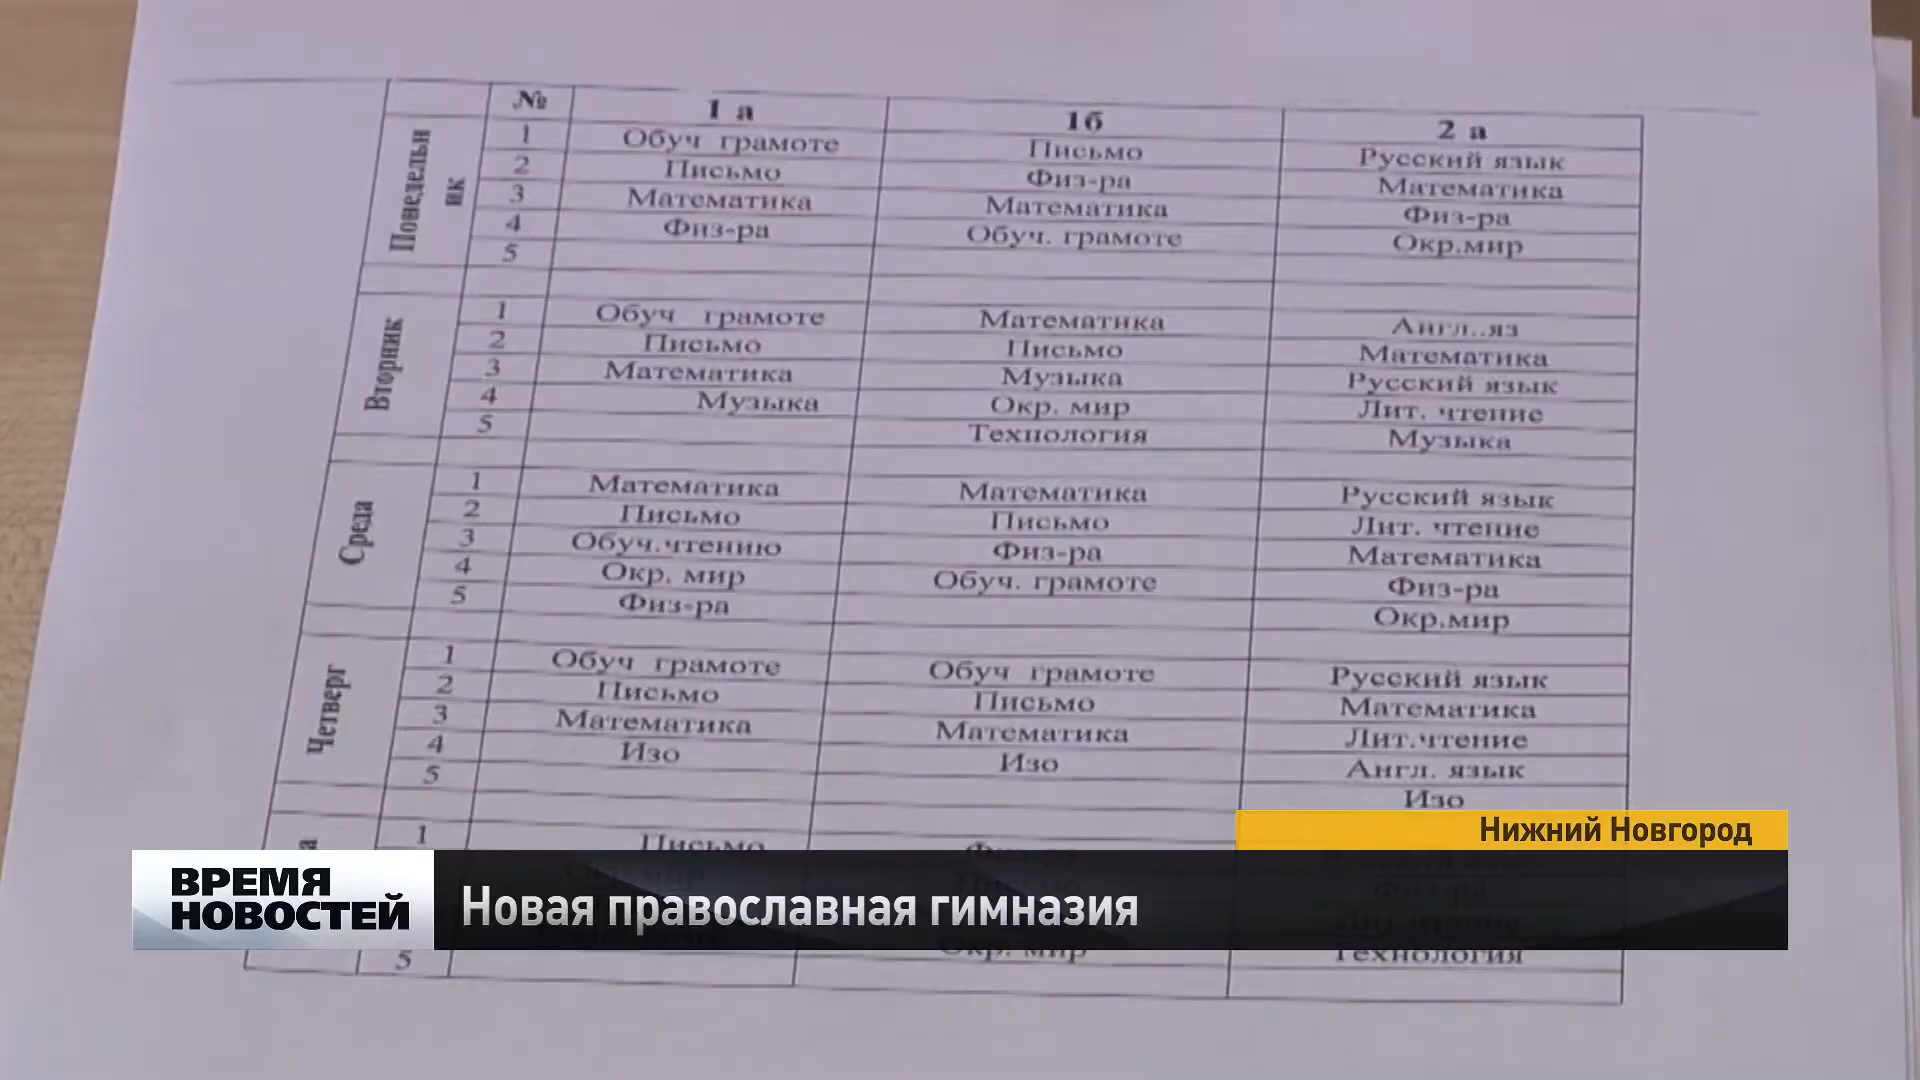 № 1 а 1б 2 а
Понедельник
1 Обуч грамоте Письмо Русский язык
2 Письмо Физ-ра Математика
3 Математика Математика Физ-ра
4 Физ-ра Обуч. грамоте Окр.мир
5
Вторник
1 Обуч грамоте Математика Англ..яз
2 Письмо Письмо Математика
3 Математика Музыка Русский язык
4 Музыка Окр. мир Лит. чтение
5 Технология Музыка
Среда
1 Математика Математика Русский язык
2 Письмо Письмо Лит. чтение
3 Обуч.чтению Физ-ра Математика
4 Окр. мир Обуч. грамоте Физ-ра
5 Физ-ра Окр.мир
Четверг
1 Обуч грамоте Обуч грамоте Русский язык
2 Письмо Письмо Математика
3 Математика Математика Лит.чтение
4 Изо Изо Англ. язык
5 Изо
1 Письмо Физ-ра
Окр. мир Технология
5
Нижний Новгород
ВРЕМЯ
НОВОСТЕЙ
Новая православная гимназия